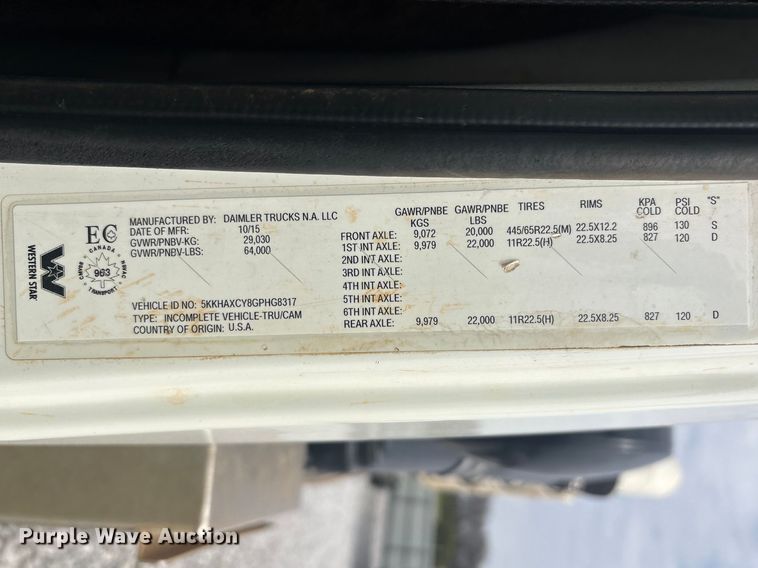 WESTERN STAR
EC
CANADA
963
TRANSPORT
MANUFACTURED BY: DAIMLER TRUCKS N.A. LLC
DATE OF MFR: 10/15
GVWR/PNBV-KG: 29,030
GVWR/PNBV-LBS: 64,000
VEHICLE ID NO: 5KKHAXCY8GPHG8317
TYPE: INCOMPLETE VEHICLE-TRU/CAM
COUNTRY OF ORIGIN: U.S.A.
GAWR/PNBE KGS GAWR/PNBE LBS TIRES RIMS KPA COLD PSI COLD "S"
FRONT AXLE: 9,072 20,000 445/65R22.5(M) 22.5X12.2 896 130 S
1ST INT AXLE: 9,979 22,000 11R22.5(H) 22.5X8.25 827 120 D
2ND INT AXLE:
3RD INT AXLE:
4TH INT AXLE:
5TH INT AXLE:
6TH INT AXLE:
REAR AXLE: 9,979 22,000 11R22.5(H) 22.5X8.25 827 120 D
Purple Wave Auction